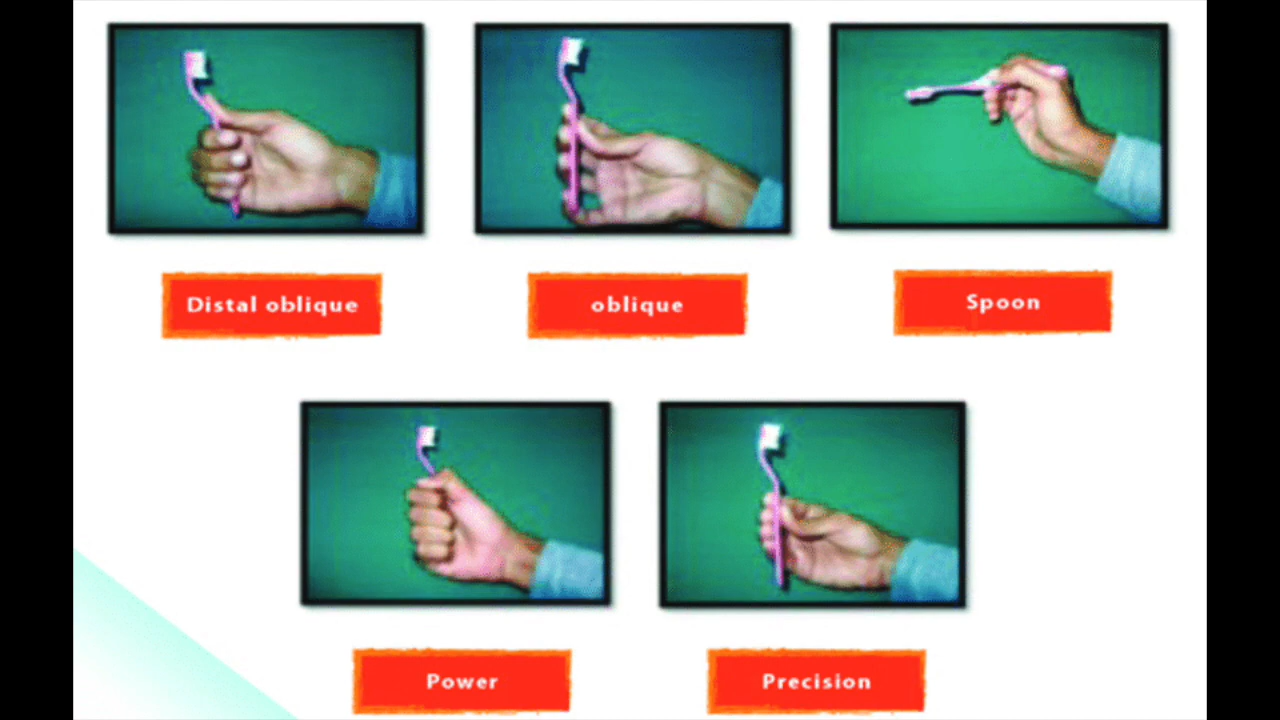 Distal oblique
oblique
Spoon
Power
Precision